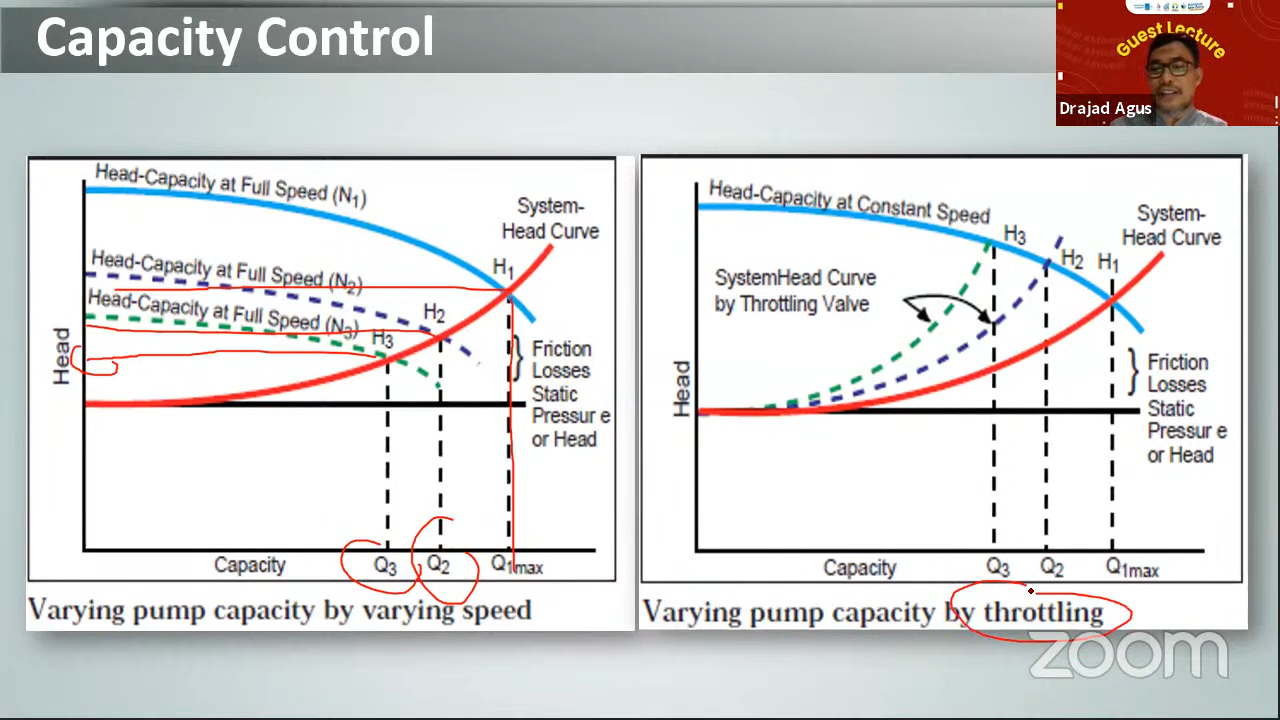 Capacity Control
Guest Lecture
Drajad Agus
Head-Capacity at Full Speed (N1)
System-
Head Curve
Head-Capacity at Full Speed (N2)
Head-Capacity at Full Speed (N3)
H1
H2
H3
Head
Friction
Losses
Static
Pressur e
or Head
Capacity
Q3
Q2
Q1max
Varying pump capacity by varying speed
Head-Capacity at Constant Speed
System-
Head Curve
H3
H2
H1
SystemHead Curve
by Throttling Valve
Head
Friction
Losses
Static
Pressur e
or Head
Capacity
Q3
Q2
Q1max
Varying pump capacity by throttling
zoom